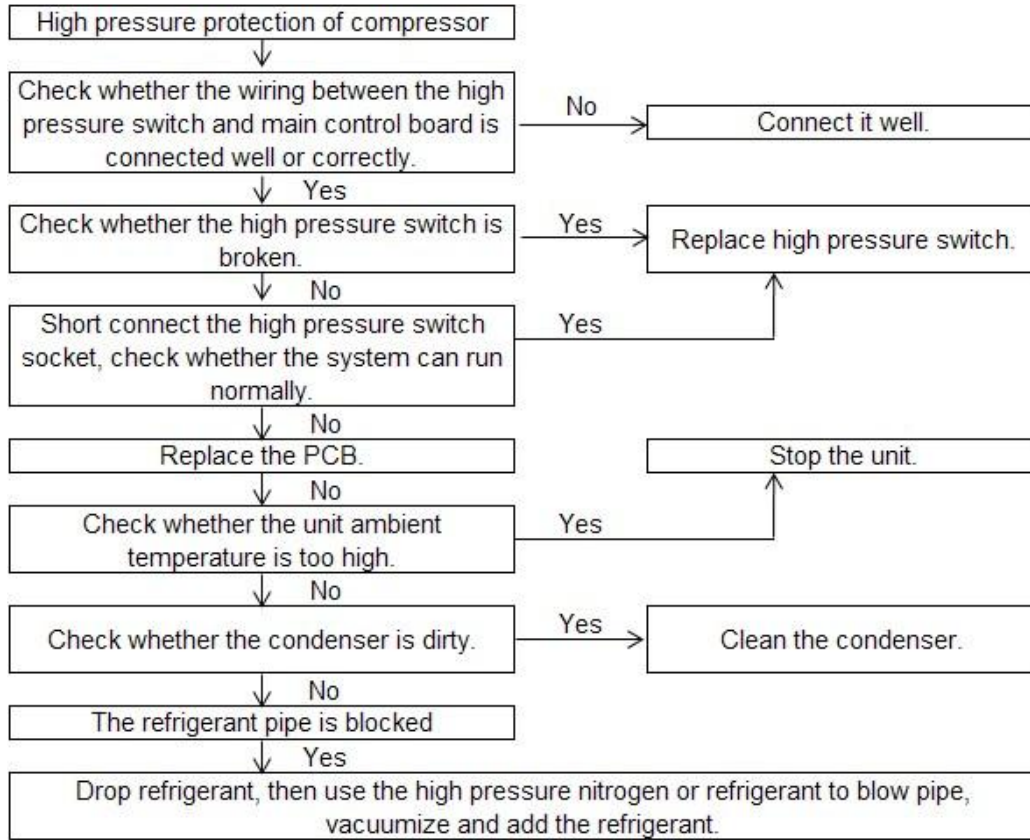 High pressure protection of compressor
Check whether the wiring between the high
pressure switch and main control board is
connected well or correctly.
No
Connect it well.
Yes
Check whether the high pressure switch is
broken.
Yes
Replace high pressure switch.
No
Short connect the high pressure switch
socket, check whether the system can run
normally.
Yes
No
Replace the PCB.
Stop the unit.
No
Check whether the unit ambient
temperature is too high.
Yes
No
Check whether the condenser is dirty.
Yes
Clean the condenser.
No
The refrigerant pipe is blocked
Yes
Drop refrigerant, then use the high pressure nitrogen or refrigerant to blow pipe,
vacuumize and add the refrigerant.